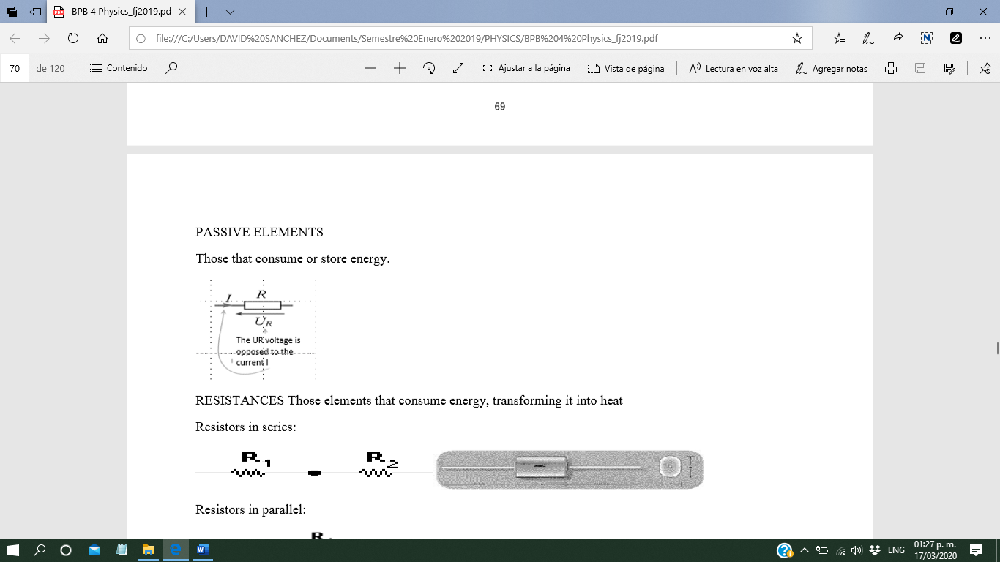 BPB 4 Physics_fj2019.pd
file:///C:/Users/DAVID%20SANCHEZ/Documents/Semestre%20Enero%202019/PHYSICS/BPB%204%20Physics_fj2019.pdf
70 de 120 Contenido Ajustar a la página Vista de página Lectura en voz alta Agregar notas
69
PASSIVE ELEMENTS
Those that consume or store energy.
I R
UR
The UR voltage is
opposed to the
current I
RESISTANCES Those elements that consume energy, transforming it into heat
Resistors in series:
R1 R2
Resistors in parallel:
R
ENG
01:27 p. m.
17/03/2020